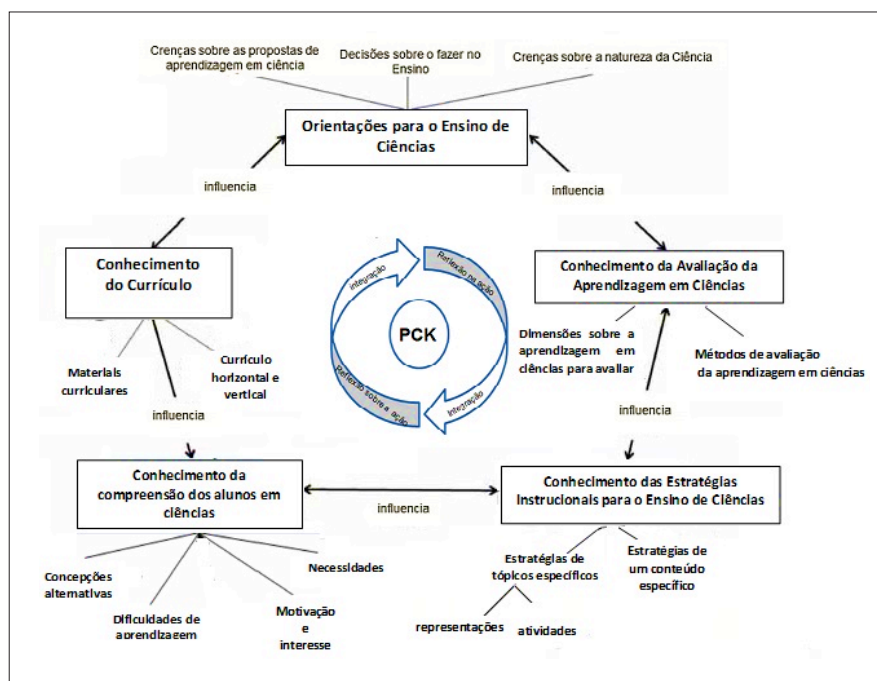 Crenças sobre as propostas de
aprendizagem em ciência
Decisões sobre o fazer no
Ensino
Crenças sobre a natureza da Ciência
Orientações para o Ensino de
Ciências
influencia
influencia
Conhecimento
do Currículo
Integração
Reflexão na ação
Conhecimento da Avaliação da
Aprendizagem em Ciências
PCK
Materiais
curriculares
Currículo
horizontal e
vertical
Dimensões sobre a
aprendizagem em
ciências para avaliar
Métodos de avaliação
da aprendizagem em ciências
Reflexão sobre a ação
Integração
influencia
influencia
Conhecimento da
compreensão dos alunos em
ciências
influencia
Conhecimento das Estratégias
Instrucionais para o Ensino de Ciências
Concepções
alternativas
Dificuldades de
aprendizagem
Motivação
e
interesse
Necessidades
Estratégias de
tópicos específicos
Estratégias de
um conteúdo
específico
representações
atividades